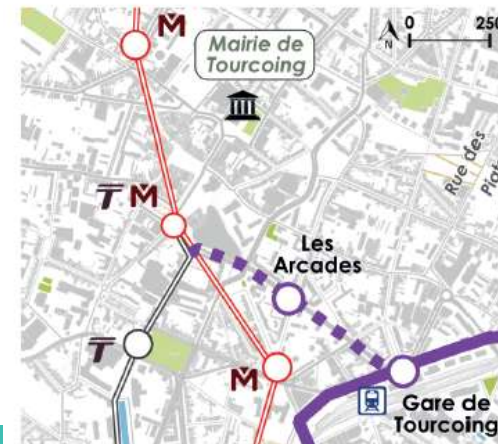 M
Mairie de
Tourcoing
0 250
T M
Rue des
Les
Arcades
T
M
Gare de
Tourcoing